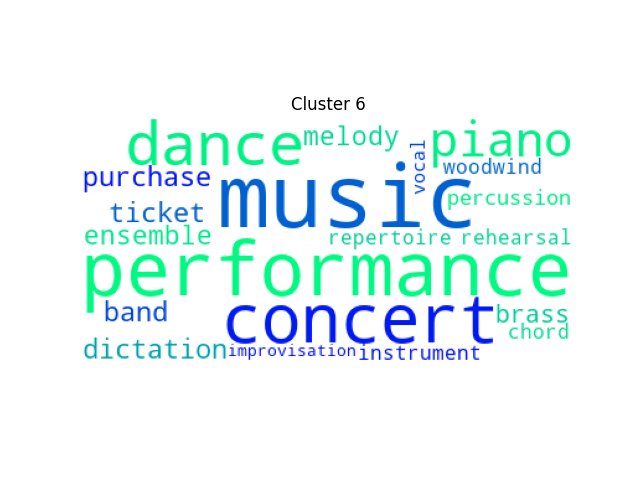 Cluster 6
dance
melody
vocal
piano
purchase
music
woodwind
ticket
percussion
ensemble
repertoire
rehearsal
performance
band
concert
brass
chord
dictation
improvisation
instrument